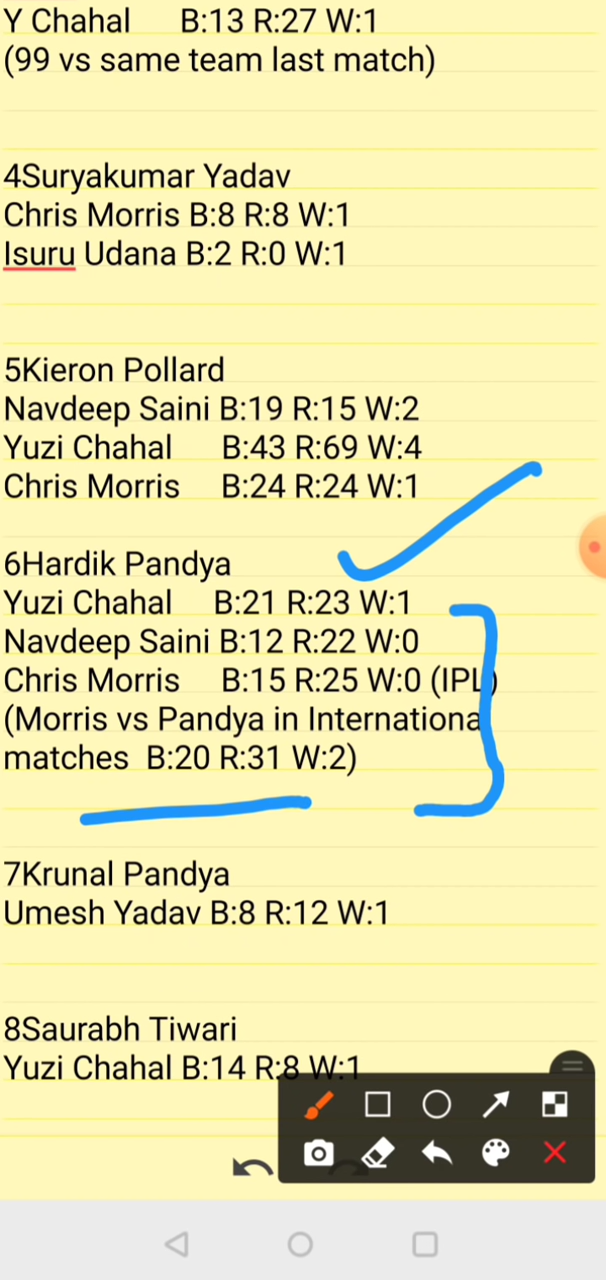 Y Chahal B:13 R:27 W:1
(99 vs same team last match)
4Suryakumar Yadav
Chris Morris B:8 R:8 W:1
Isuru Udana B:2 R:0 W:1
5Kieron Pollard
Navdeep Saini B:19 R:15 W:2
Yuzi Chahal B:43 R:69 W:4
Chris Morris B:24 R:24 W:1
6Hardik Pandya
Yuzi Chahal B:21 R:23 W:1
Navdeep Saini B:12 R:22 W:0
Chris Morris B:15 R:25 W:0 (IPL)
(Morris vs Pandya in Internationa
matches B:20 R:31 W:2)
7Krunal Pandya
Umesh Yadav B:8 R:12 W:1
8Saurabh Tiwari
Yuzi Chahal B:14 R:8 W:1